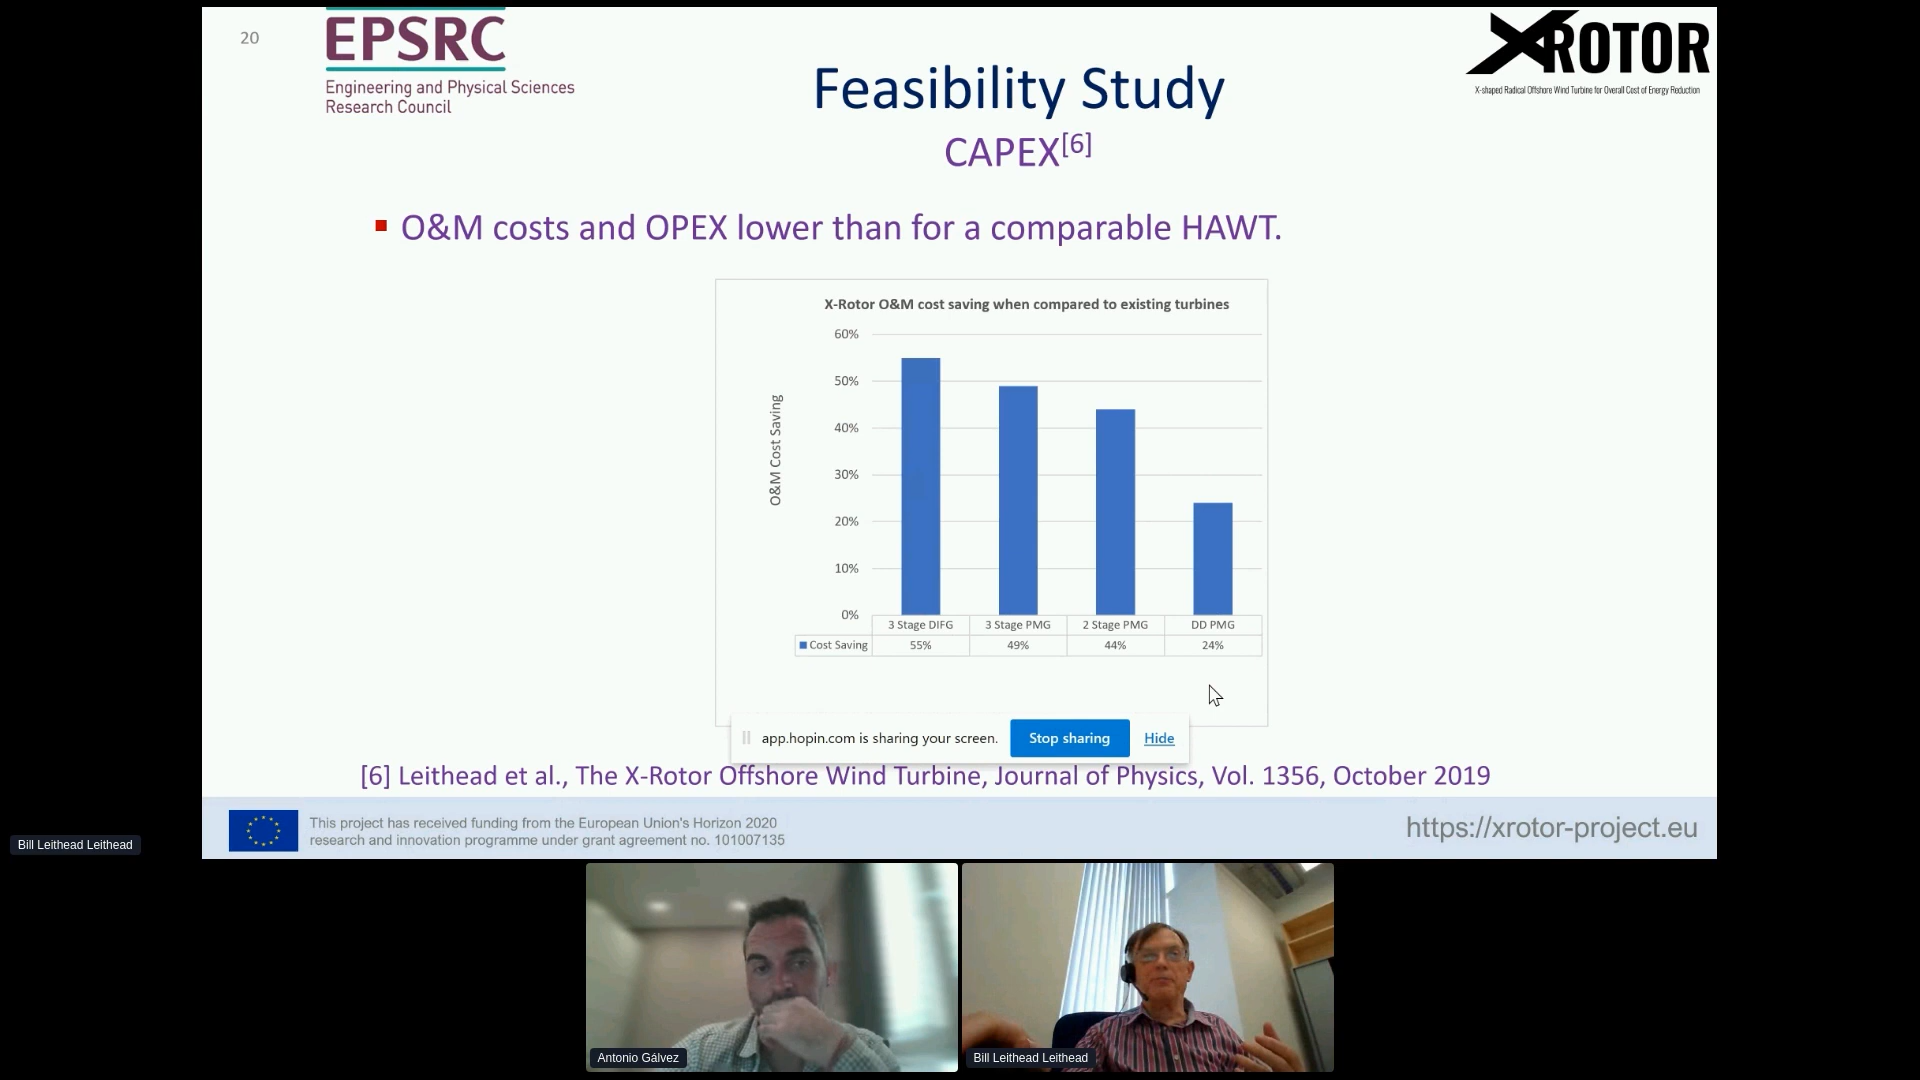 20
EPSRC
Engineering and Physical Sciences
Research Council
XROTOR
X-shaped Radical Offshore Wind Turbine for Overall Cost of Energy Reduction
Feasibility Study
CAPEX[6]
O&M costs and OPEX lower than for a comparable HAWT.
X-Rotor O&M cost saving when compared to existing turbines
O&M Cost Saving
60%
50%
40%
30%
20%
10%
0%
3 Stage DIFG 3 Stage PMG 2 Stage PMG DD PMG
Cost Saving 55% 49% 44% 24%
app.hopin.com is sharing your screen. Stop sharing Hide
[6] Leithead et al., The X-Rotor Offshore Wind Turbine, Journal of Physics, Vol. 1356, October 2019
This project has received funding from the European Union's Horizon 2020
research and innovation programme under grant agreement no. 101007135
https://xrotor-project.eu
Bill Leithead Leithead
Antonio Gálvez
Bill Leithead Leithead